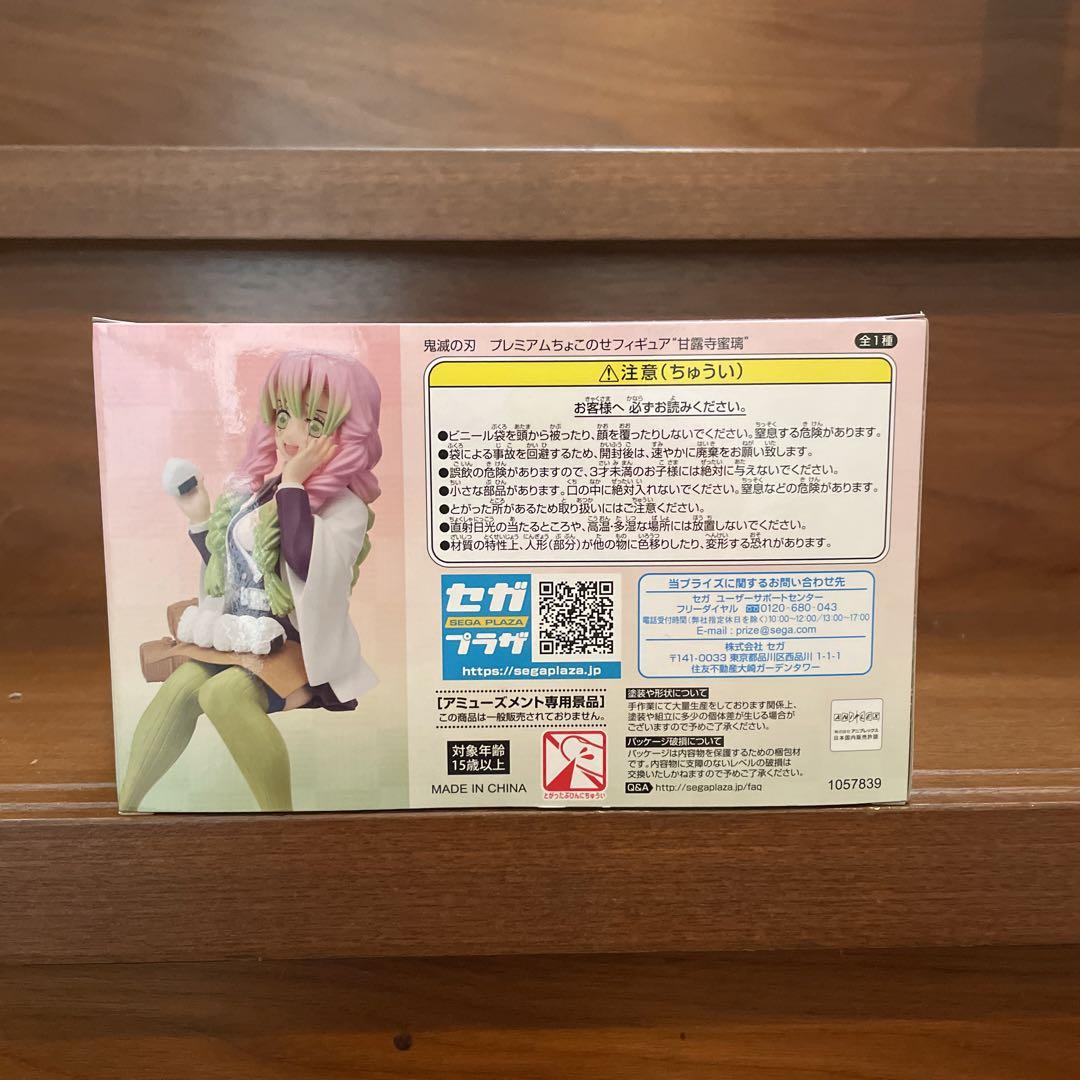 鬼滅の刃 プレミアムちょこのせフィギュア"甘露寺蜜璃"
全1種
⚠注意(ちゅうい)
お客様へ 必ずお読みください。
●ビニール袋を頭から被ったり、顔を覆ったりしないでください。窒息する危険があります。
●袋による事故を回避するため、開封後は、速やかに廃棄をお願い致します。
●誤飲の危険がありますので、3才未満のお子様には絶対に与えないでください。
●小さな部品があります。口の中に絶対入れないでください。窒息などの危険があります。
●とがった所があるため取り扱いにはご注意ください。
●直射日光の当たるところや、高温・多湿な場所には放置しないでください。
●材質の特性上、人形(部分)が他の物に色移りしたり、変形する恐れがあります。
セガ
SEGA PLAZA
プラザ
https://segaplaza.jp
当プライズに関するお問い合わせ先
セガ ユーザーサポートセンター
フリーダイヤル 0120-680-043
電話受付時間(弊社指定休日を除く)10:00~12:00/13:00~17:00
E-mail : prize@sega.com
株式会社 セガ
〒141-0033 東京都品川区西品川 1-1-1
住友不動産大崎ガーデンタワー
[アミューズメント専用景品]
この商品は一般販売されておりません。
対象年齢
15歳以上
MADE IN CHINA
とがったぶひんにちゅうい
塗装や形状について
手作業にて大量生産をしております関係上、
塗装や組立に多少の個体差が生じる場合が
ございますので予めご了承ください。
パッケージ破損について
パッケージは内容物を保護するための梱包材
です。内容物に支障のないレベルの破損は
交換いたしかねますので予めご了承ください。
Q&A http://segaplaza.jp/faq
ANIPLEX
株式会社 アニプレックス
日本国内販売許諾
1057839